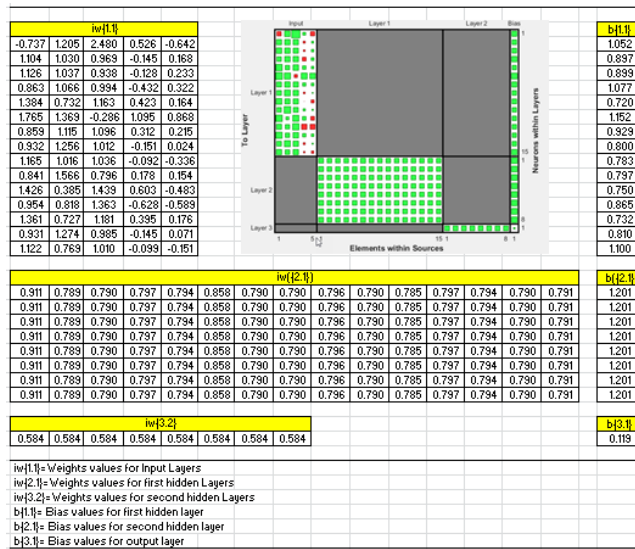 iw{1.1}
-0.737 1.205 2.480 0.526 -0.642
1.104 1.030 0.969 -0.145 0.168
1.126 1.037 0.938 -0.128 0.233
0.863 1.066 0.994 -0.432 0.322
1.384 0.732 1.163 0.423 0.164
1.765 1.369 -0.286 1.095 0.868
0.859 1.115 1.096 0.312 0.215
0.932 1.256 1.012 -0.151 0.024
1.165 1.016 1.036 -0.092 -0.336
0.841 1.566 0.796 0.178 0.154
1.426 0.385 1.439 0.603 -0.483
0.954 0.818 1.363 -0.628 -0.589
1.361 0.727 1.181 0.395 0.176
0.931 1.274 0.985 -0.145 0.071
1.122 0.769 1.010 -0.099 -0.151
Input Layer 1 Layer 2 Bias
Layer 1
Layer 2
Layer 3
To Layer
1
15
1
8
1
Neurons within Layers
1 5 1 15 1 8 1
Elements within Sources
b{1.1}
1.052
0.897
0.899
1.077
0.720
1.152
0.929
0.800
0.783
0.797
0.750
0.865
0.732
0.810
1.100
iw({2.1})
0.911 0.789 0.790 0.797 0.794 0.858 0.790 0.790 0.796 0.790 0.785 0.797 0.794 0.790 0.791
0.911 0.789 0.790 0.797 0.794 0.858 0.790 0.790 0.796 0.790 0.785 0.797 0.794 0.790 0.791
0.911 0.789 0.790 0.797 0.794 0.858 0.790 0.790 0.796 0.790 0.785 0.797 0.794 0.790 0.791
0.911 0.789 0.790 0.797 0.794 0.858 0.790 0.790 0.796 0.790 0.785 0.797 0.794 0.790 0.791
0.911 0.789 0.790 0.797 0.794 0.858 0.790 0.790 0.796 0.790 0.785 0.797 0.794 0.790 0.791
0.911 0.789 0.790 0.797 0.794 0.858 0.790 0.790 0.796 0.790 0.785 0.797 0.794 0.790 0.791
0.911 0.789 0.790 0.797 0.794 0.858 0.790 0.790 0.796 0.790 0.785 0.797 0.794 0.790 0.791
0.911 0.789 0.790 0.797 0.794 0.858 0.790 0.790 0.796 0.790 0.785 0.797 0.794 0.790 0.791
b({2.1}
1.201
1.201
1.201
1.201
1.201
1.201
1.201
1.201
iw{3.2}
0.584 0.584 0.584 0.584 0.584 0.584 0.584 0.584
b{3.1}
0.119
iw{1.1}= Weights values for Input Layers
iw{2.1}= Weights values for first hidden Layers
iw{3.2}= Weights values for second hidden Layers
b{1.1}= Bias values for first hidden layer
b{2.1}= Bias values for second hidden layer
b{3.1}= Bias values for output layer